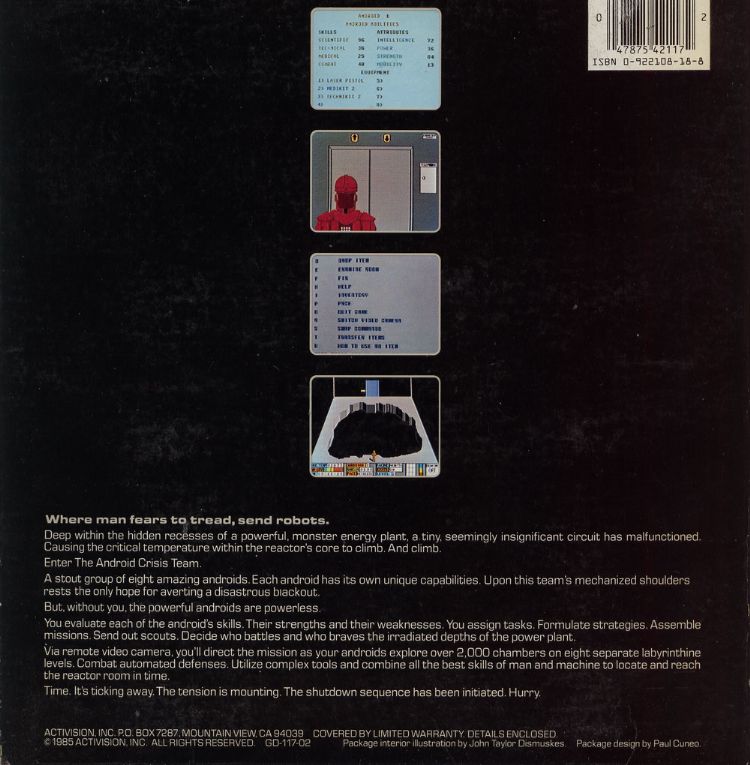 ANDROID 1
ANDROID ABILITIES
SKILLS ATTRIBUTES
SCIENTIFIC 96 INTELLIGENCE 72
TECHNICAL 36 POWER 76
MEDICAL 29 STRENGTH 84
COMBAT 48 MOBILITY 13
EQUIPMENT
1) LASER PISTOL 5)
2) MEDIKIT 2 6)
3) TECHNIKIT 2 7)
4) 8)
0 2
47875 42117
ISBN 0-922108-18-8
D DROP ITEM
E EXAMINE ROOM
F FIX
H HELP
I INVENTORY
P PAGE
Q QUIT GAME
SWITCH VIDEO CAMERA
S SWAP COMMANDS
T TRANSFER ITEMS
U HOW TO USE AN ITEM
Where man fears to tread, send robots.
Deep within the hidden recesses of a powerful, monster energy plant, a tiny, seemingly insignificant circuit has malfunctioned.
Causing the critical temperature within the reactor's core to climb. And climb.
Enter The Android Crisis Team.
A stout group of eight amazing androids. Each android has its own unique capabilities. Upon this team's mechanized shoulders
rests the only hope for averting a disastrous blackout.
But, without you, the powerful androids are powerless.
You evaluate each of the android's skills. Their strengths and their weaknesses. You assign tasks. Formulate strategies. Assemble
missions. Send out scouts. Decide who battles and who braves the irradiated depths of the power plant.
Via remote video camera, you'll direct the mission as your androids explore over 2,000 chambers on eight separate labyrinthine
levels. Combat automated defenses. Utilize complex tools and combine all the best skills of man and machine to locate and reach
the reactor room in time.
Time. It's ticking away. The tension is mounting. The shutdown sequence has been initiated. Hurry.
ACTIVISION, INC. P.O. BOX 7287, MOUNTAIN VIEW, CA 94039 COVERED BY LIMITED WARRANTY. DETAILS ENCLOSED.
© 1985 ACTIVISION, INC. ALL RIGHTS RESERVED. GD-117-02 Package interior illustration by John Taylor Dismuskes. Package design by Paul Cuneo.